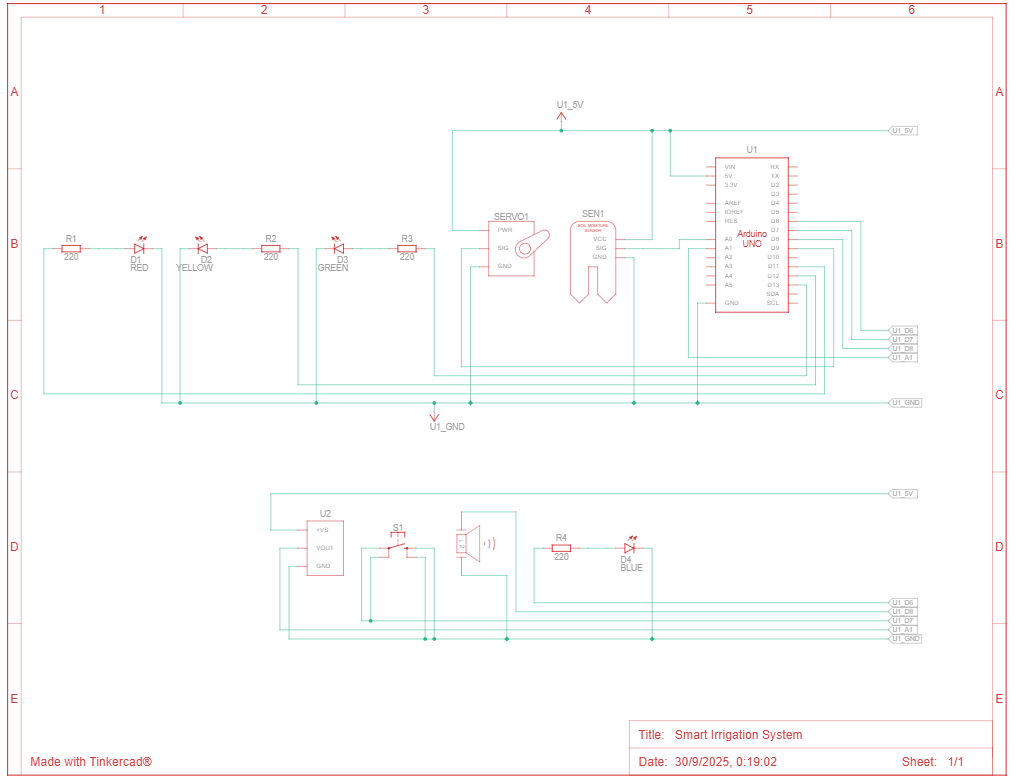 1 2 3 4 5 6
A A
U1_5V
U1_5V
U1
VIN RX
5V TX
3.3V D2
D3
AREF D4
IOREF D5
RES D6
D7
A0 D8
A1 D9
A2 D10
A3 D11
A4 D12
A5 D13
SDA
GND SCL
Arduino
UNO
B B
R1
220
D1
RED
D2
YELLOW
R2
220
D3
GREEN
R3
220
SERVO1
PWR
SIG
GND
SEN1
SOIL MOISTURE
SENSOR
VCC
SIG
GND
U1_D6
U1_D7
U1_D8
U1_A1
C C
U1_GND
U1_GND
U1_5V
D D
U2
+VS
VOUT
GND
S1
R4
220
D4
BLUE
U1_D6
U1_D8
U1_D7
U1_A1
U1_GND
E E
Title: Smart Irrigation System
Made with Tinkercad®
Date: 30/9/2025, 0:19:02 Sheet: 1/1